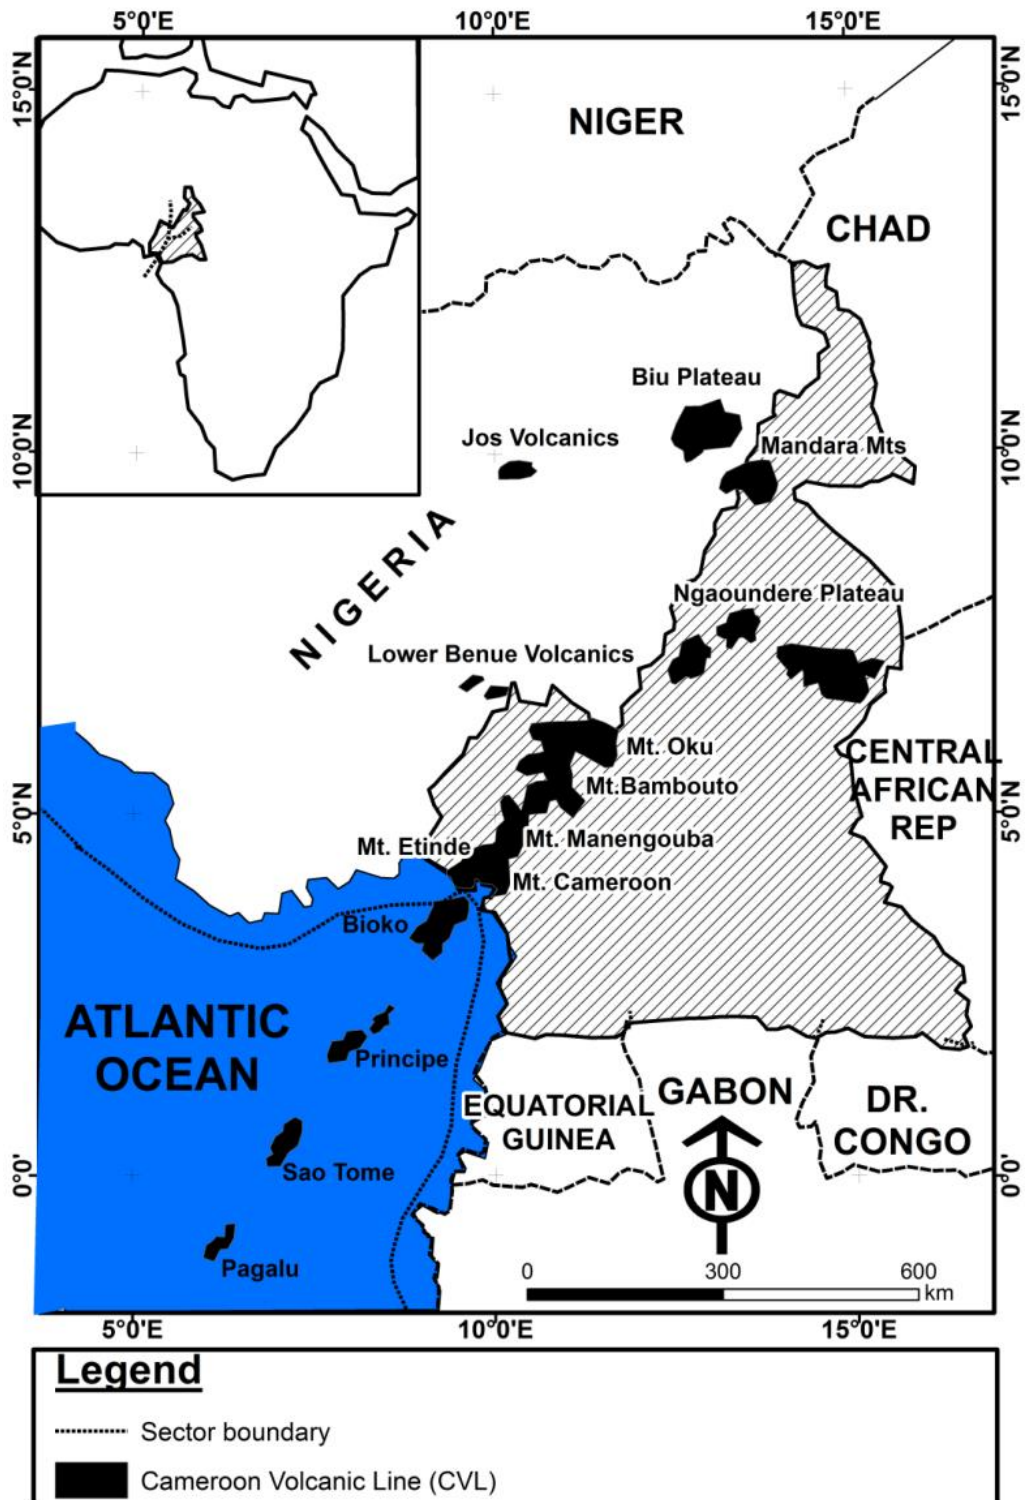 5°0'E 10°0'E 15°0'E
15°0'N
15°0'N
NIGER
CHAD
Biu Plateau
Jos Volcanics
Mandara Mts
10°0'N
10°0'N
NIGERIA
Ngaoundere Plateau
Lower Benue Volcanics
Mt. Oku
CENTRAL
AFRICAN
REP
Mt.Bambouto
5°0'N
5°0'N
Mt. Etinde
Mt. Manengouba
Mt. Cameroon
Bioko
ATLANTIC
OCEAN
Principe
EQUATORIAL
GUINEA
GABON
DR.
CONGO
Sao Tome
0°0'
0°0'
N
Pagalu
0 300 600
km
5°0'E 10°0'E 15°0'E
Legend
Sector boundary
Cameroon Volcanic Line (CVL)